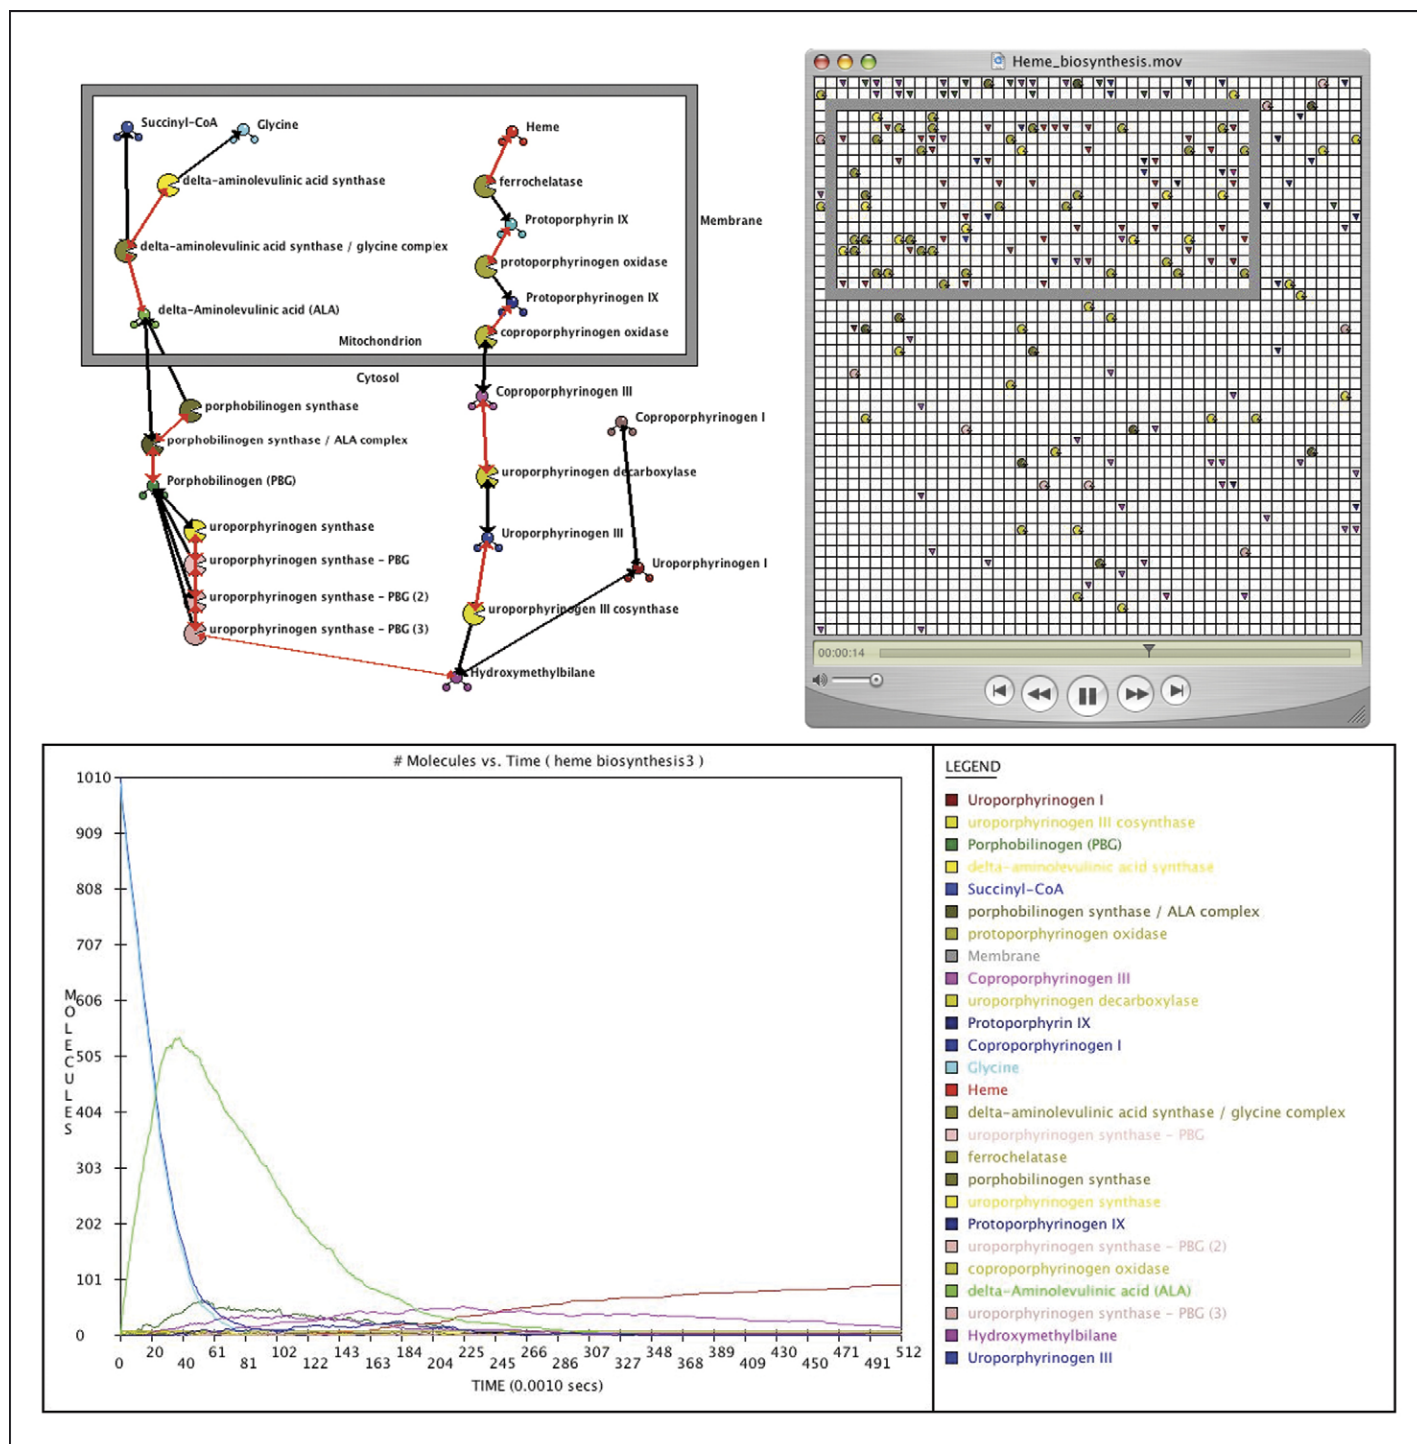 Succinyl-CoA
Glycine
delta-aminolevulinic acid synthase
delta-aminolevulinic acid synthase / glycine complex
delta-Aminolevulinic acid (ALA)
Heme
ferrochelatase
Protoporphyrin IX
protoporphyrinogen oxidase
Protoporphyrinogen IX
coproporphyrinogen oxidase
Membrane
Mitochondrion
Cytosol
porphobilinogen synthase
porphobilinogen synthase / ALA complex
Porphobilinogen (PBG)
uroporphyrinogen synthase
uroporphyrinogen synthase - PBG
uroporphyrinogen synthase - PBG (2)
uroporphyrinogen synthase - PBG (3)
Coproporphyrinogen III
Coproporphyrinogen I
uroporphyrinogen decarboxylase
Uroporphyrinogen III
Uroporphyrinogen I
uroporphyrinogen III cosynthase
Hydroxymethylbilane
Heme_biosynthesis.mov
00:00:14
# Molecules vs. Time ( heme biosynthesis3 )
1010
909
808
707
606
505
404
303
202
101
0
MOLECULES
20 61 102 143 184 225 266 307 348 389 430 471 512
0 40 81 122 163 204 245 286 327 368 409 450 491
TIME (0.0010 secs)
LEGEND
Uroporphyrinogen I
uroporphyrinogen III cosynthase
Porphobilinogen (PBG)
delta-aminolevulinic acid synthase
Succinyl-CoA
porphobilinogen synthase / ALA complex
protoporphyrinogen oxidase
Membrane
Coproporphyrinogen III
uroporphyrinogen decarboxylase
Protoporphyrin IX
Coproporphyrinogen I
Glycine
Heme
delta-aminolevulinic acid synthase / glycine complex
uroporphyrinogen synthase - PBG
ferrochelatase
porphobilinogen synthase
uroporphyrinogen synthase
Protoporphyrinogen IX
uroporphyrinogen synthase - PBG (2)
coproporphyrinogen oxidase
delta-Aminolevulinic acid (ALA)
uroporphyrinogen synthase - PBG (3)
Hydroxymethylbilane
Uroporphyrinogen III